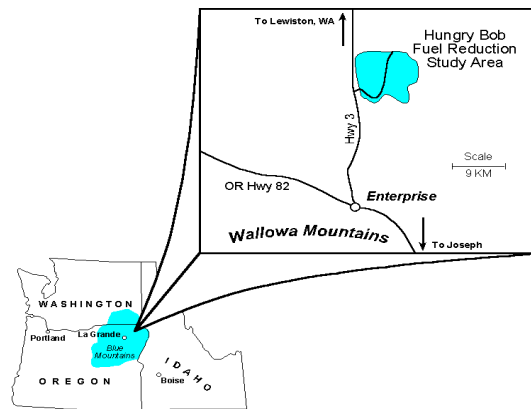 To Lewiston, WA
Hungry Bob
Fuel Reduction
Study Area
Hwy 3
Scale
9 KM
OR Hwy 82
Enterprise
Wallowa Mountains
To Joseph
WASHINGTON
Portland
La Grande
Blue
Mountains
OREGON
IDAHO
Boise